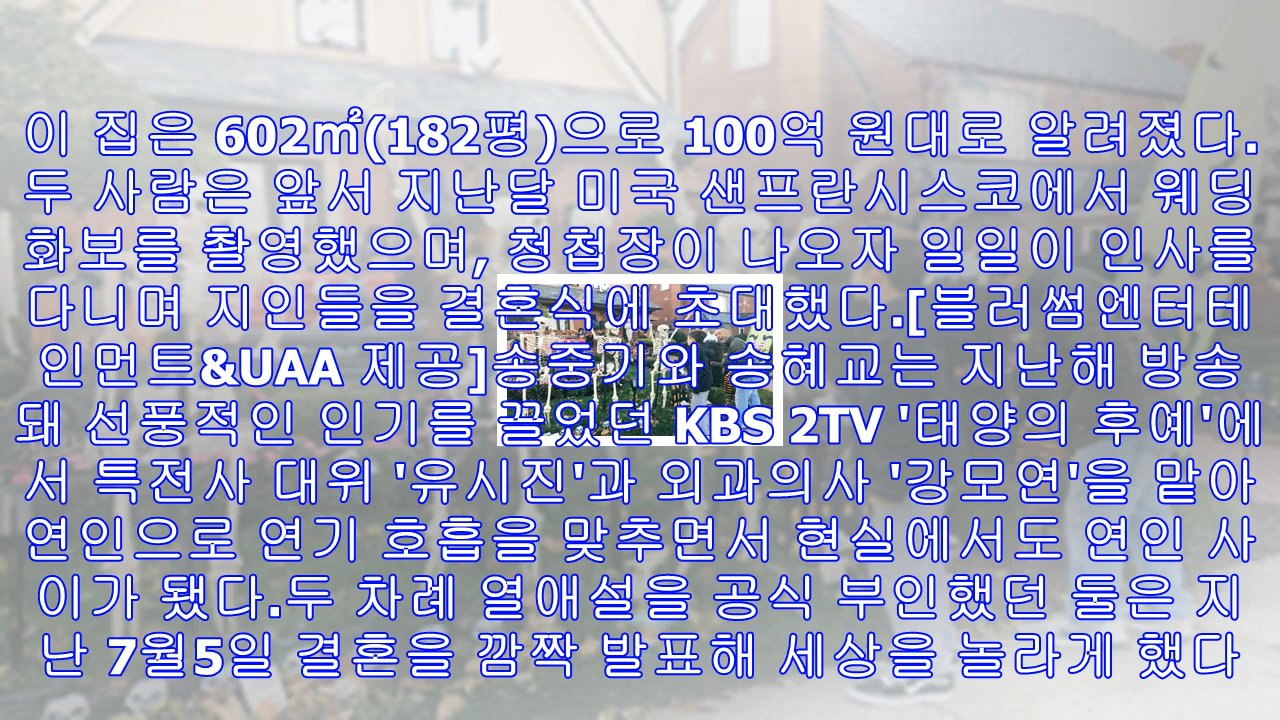 이 집은 602㎡(182평)으로 100억 원대로 알려졌다.
두 사람은 앞서 지난달 미국 샌프란시스코에서 웨딩
화보를 촬영했으며, 청첩장이 나오자 일일이 인사를
다니며 지인들을 결혼식에 초대했다.[블러썸엔터테
인먼트&UAA 제공]송중기와 송혜교는 지난해 방송
돼 선풍적인 인기를 끌었던 KBS 2TV '태양의 후예'에
서 특전사 대위 '유시진'과 외과의사 '강모연'을 맡아
연인으로 연기 호흡을 맞추면서 현실에서도 연인 사
이가 됐다.두 차례 열애설을 공식 부인했던 둘은 지
난 7월5일 결혼을 깜짝 발표해 세상을 놀라게 했다